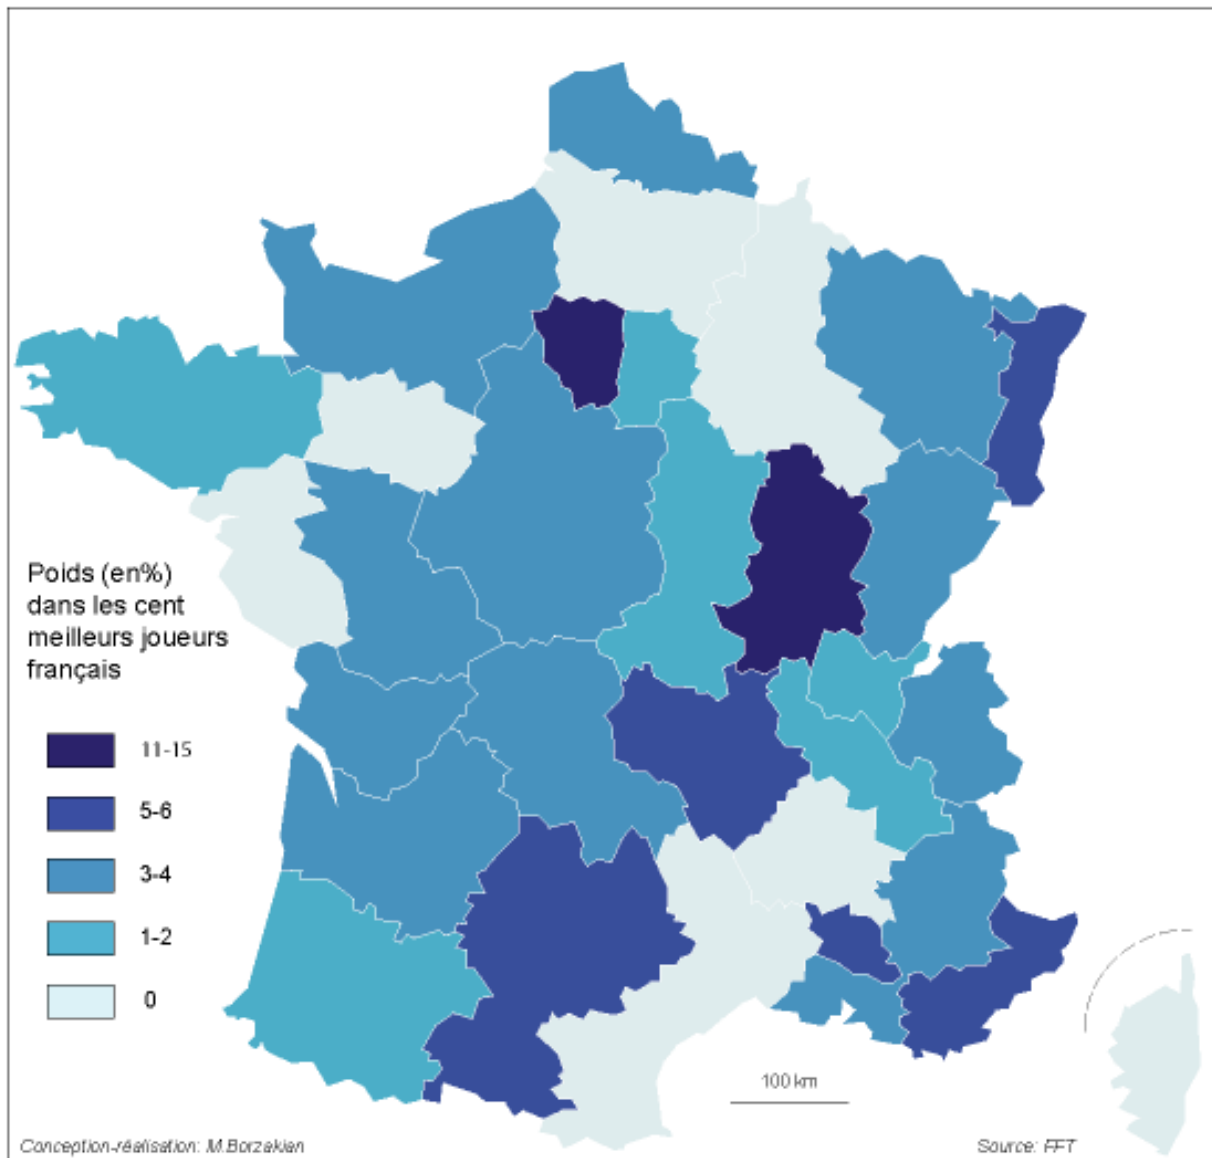 Poids (en%)
dans les cent
meilleurs joueurs
français
11-15
5-6
3-4
1-2
0
100 km
Conception-réalisation: M.Borzakian
Source: FFT